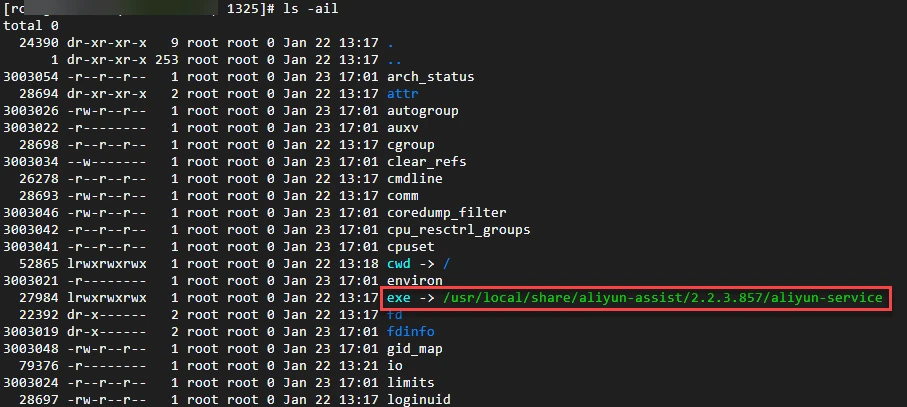 [ro 1325]# ls -ail
total 0
24390 dr-xr-xr-x 9 root root 0 Jan 22 13:17 .
1 dr-xr-xr-x 253 root root 0 Jan 22 13:17 ..
3003054 -r--r--r-- 1 root root 0 Jan 23 17:01 arch_status
28694 dr-xr-xr-x 2 root root 0 Jan 22 13:17 attr
3003026 -rw-r--r-- 1 root root 0 Jan 23 17:01 autogroup
3003022 -r-------- 1 root root 0 Jan 23 17:01 auxv
28698 -r--r--r-- 1 root root 0 Jan 22 13:17 cgroup
3003034 --w------- 1 root root 0 Jan 23 17:01 clear_refs
26278 -r--r--r-- 1 root root 0 Jan 22 13:17 cmdline
28693 -rw-r--r-- 1 root root 0 Jan 22 13:17 comm
3003046 -rw-r--r-- 1 root root 0 Jan 23 17:01 coredump_filter
3003042 -r--r--r-- 1 root root 0 Jan 23 17:01 cpu_resctrl_groups
3003041 -r--r--r-- 1 root root 0 Jan 23 17:01 cpuset
52865 lrwxrwxrwx 1 root root 0 Jan 22 13:18 cwd -> /
3003021 -r-------- 1 root root 0 Jan 23 17:01 environ
27984 lrwxrwxrwx 1 root root 0 Jan 22 13:17 exe -> /usr/local/share/aliyun-assist/2.2.3.857/aliyun-service
22392 dr-x------ 2 root root 0 Jan 22 13:17 fd
3003019 dr-x------ 2 root root 0 Jan 23 17:01 fdinfo
3003048 -rw-r--r-- 1 root root 0 Jan 23 17:01 gid_map
79376 -r-------- 1 root root 0 Jan 22 13:21 io
3003024 -r--r--r-- 1 root root 0 Jan 23 17:01 limits
28697 -rw-r--r-- 1 root root 0 Jan 22 13:17 loginuid